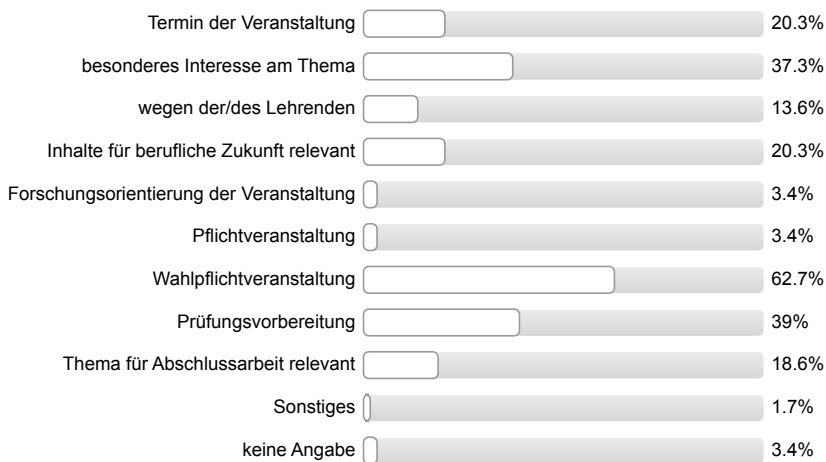 Termin der Veranstaltung 20.3%
besonderes Interesse am Thema 37.3%
wegen der/des Lehrenden 13.6%
Inhalte für berufliche Zukunft relevant 20.3%
Forschungsorientierung der Veranstaltung 3.4%
Pflichtveranstaltung 3.4%
Wahlpflichtveranstaltung 62.7%
Prüfungsvorbereitung 39%
Thema für Abschlussarbeit relevant 18.6%
Sonstiges 1.7%
keine Angabe 3.4%